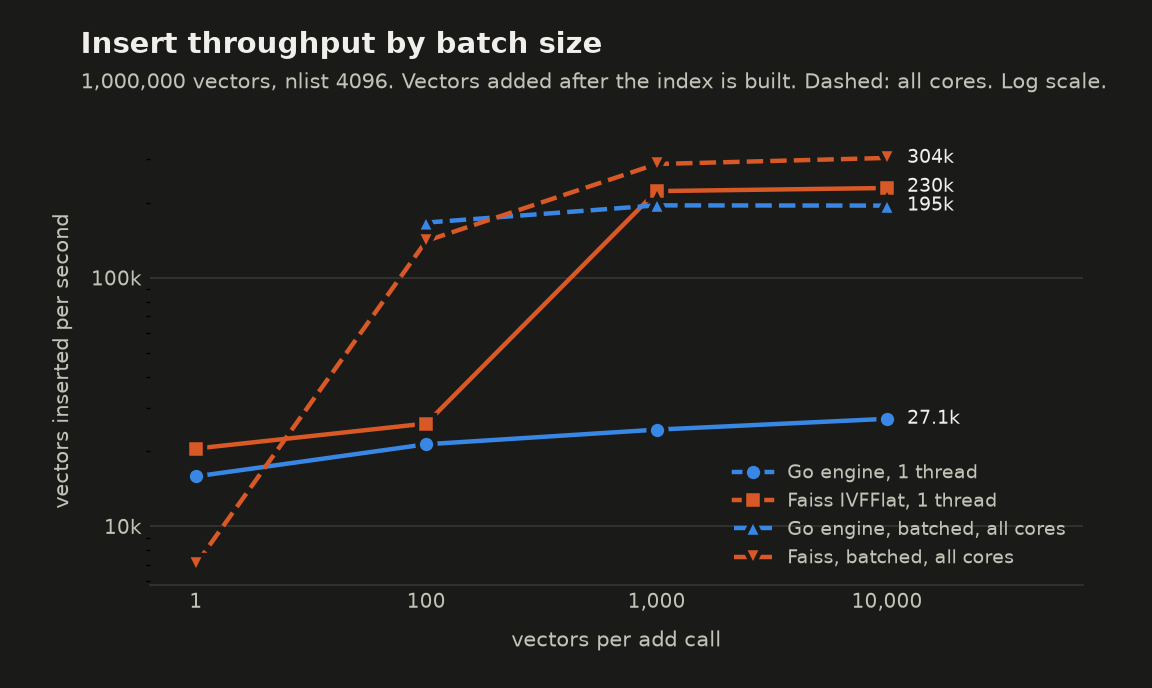 Insert throughput by batch size
1,000,000 vectors, nlist 4096. Vectors added after the index is built. Dashed: all cores. Log scale.
304k
230k
195k
100k
27.1k
10k
vectors inserted per second
Go engine, 1 thread
Faiss IVFFlat, 1 thread
Go engine, batched, all cores
Faiss, batched, all cores
1 100 1,000 10,000
vectors per add call